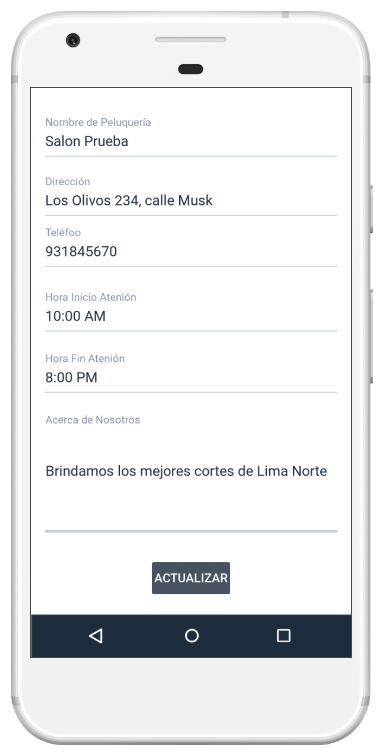 Nombre de Peluquería
Salon Prueba
Dirección
Los Olivos 234, calle Musk
Teléfoo
931845670
Hora Inicio Atenión
10:00 AM
Hora Fin Atenión
8:00 PM
Acerca de Nosotros
Brindamos los mejores cortes de Lima Norte
ACTUALIZAR